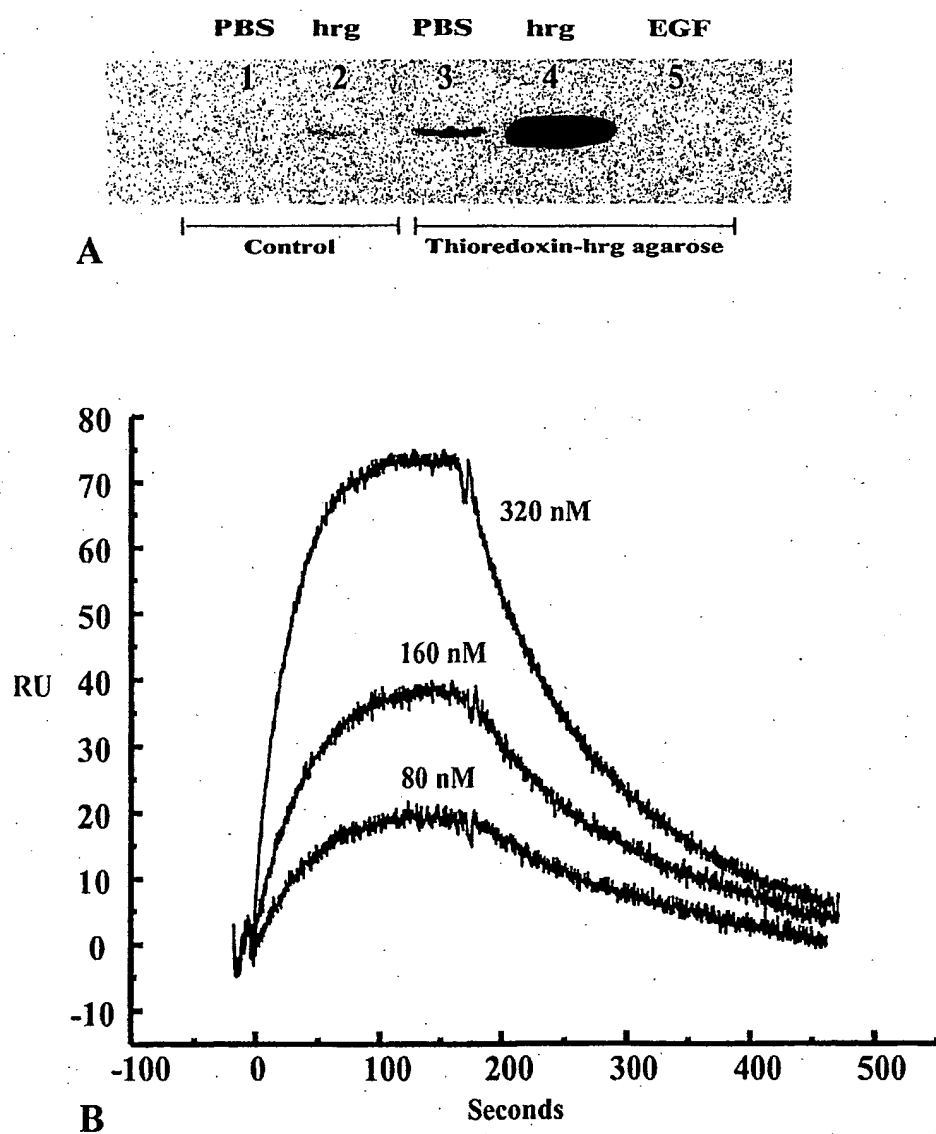 PBS hrg PBS hrg EGF
1 2 3 4 5
Control Thioredoxin-hrg agarose
A
80
70
60
50
40
30
20
10
0
-10
RU
320 nM
160 nM
80 nM
-100 0 100 200 300 400 500
Seconds
B